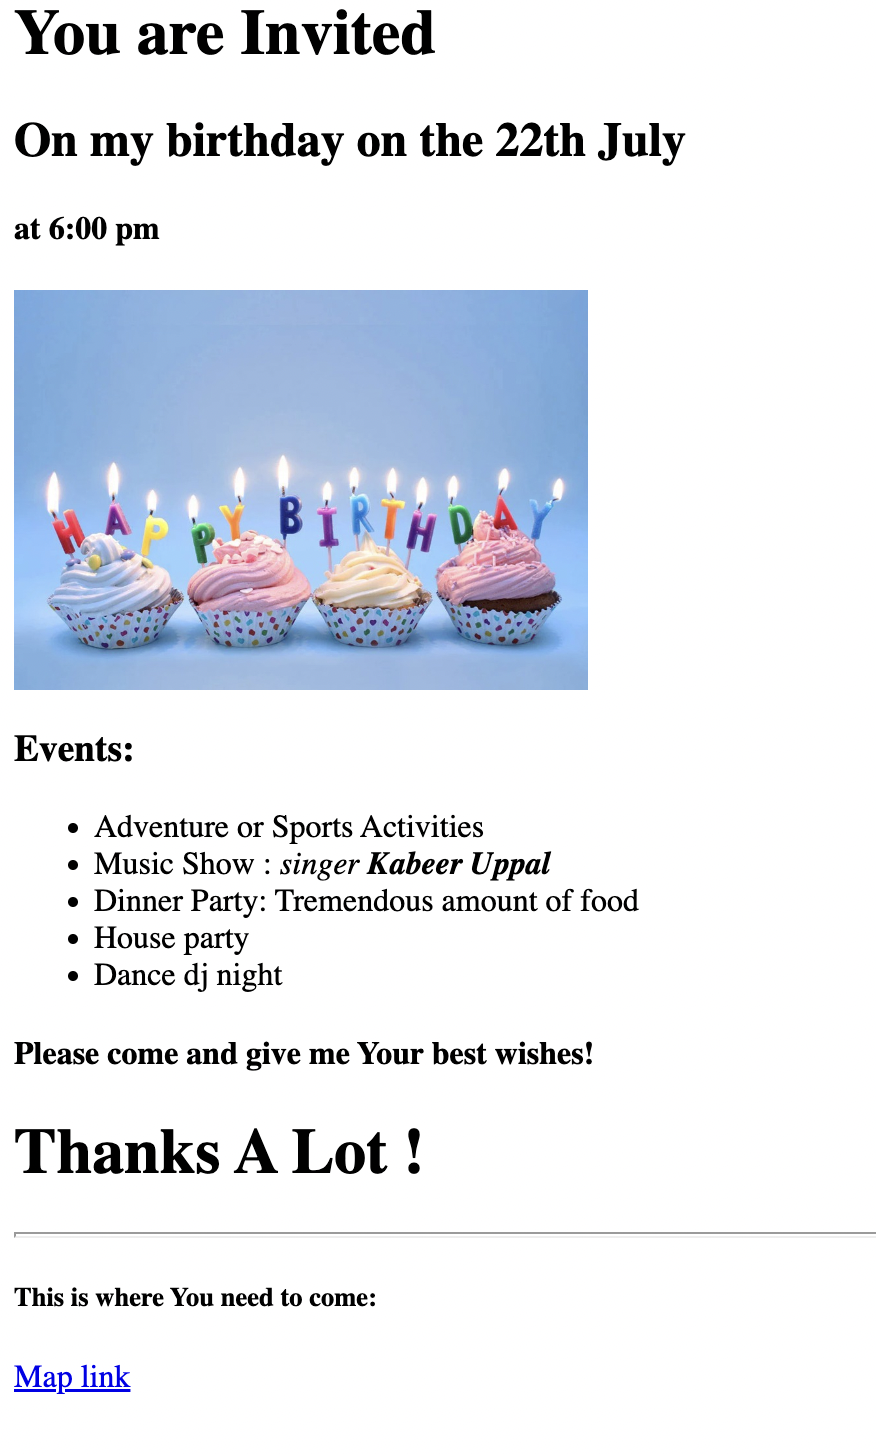 You are Invited
On my birthday on the 22th July
at 6:00 pm
HAPPY BIRTHDAY
Events:
• Adventure or Sports Activities
• Music Show : singer Kabeer Uppal
• Dinner Party: Tremendous amount of food
• House party
• Dance dj night
Please come and give me Your best wishes!
Thanks A Lot !
This is where You need to come:
Map link